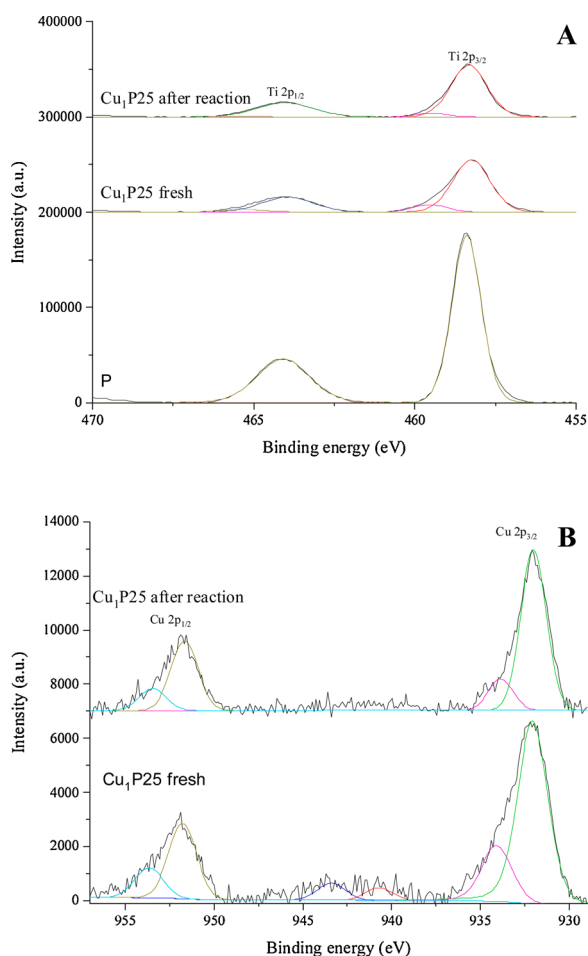 A
400000
Ti 2p3/2
Cu1P25 after reaction
Ti 2p1/2
300000
Cu1P25 fresh
200000
Intensity (a.u.)
100000
P
0
470 465 460 455
Binding energy (eV)
B
14000
Cu 2p3/2
12000
Cu1P25 after reaction
Cu 2p1/2
10000
8000
Intensity (a.u.)
6000
Cu1P25 fresh
4000
2000
0
955 950 945 940 935 930
Binding energy (eV)